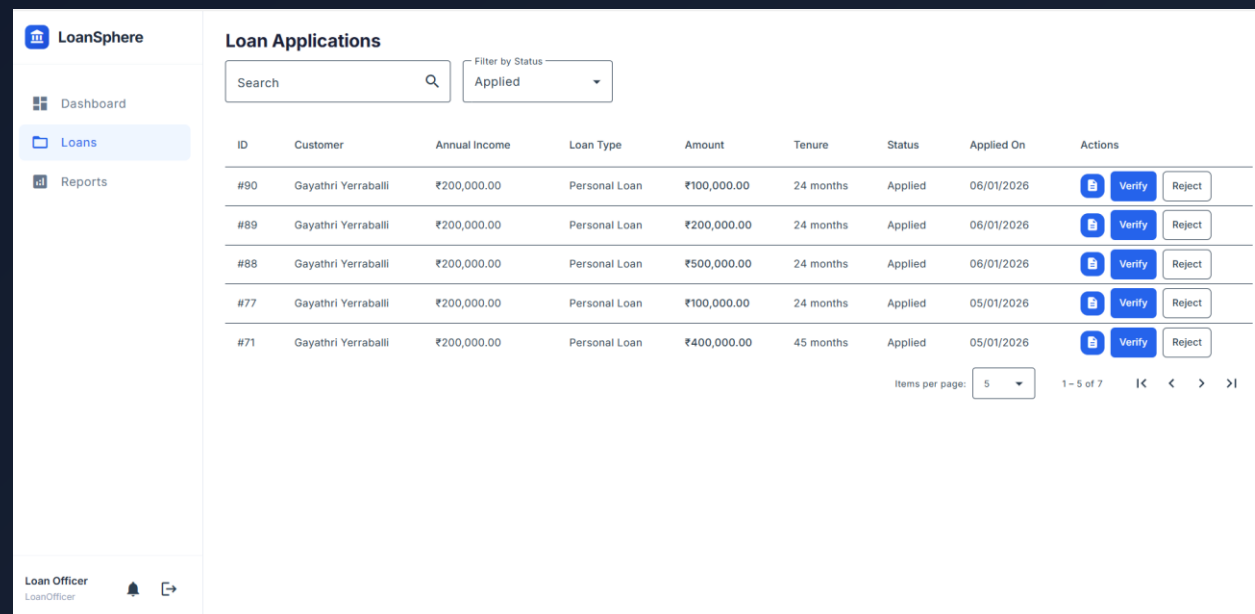 LoanSphere
Dashboard
Loans
Reports
Loan Officer
LoanOfficer
Loan Applications
Search
Filter by Status
Applied
ID Customer Annual Income Loan Type Amount Tenure Status Applied On Actions
#90 Gayathri Yerraballi ₹200,000.00 Personal Loan ₹100,000.00 24 months Applied 06/01/2026 Verify Reject
#89 Gayathri Yerraballi ₹200,000.00 Personal Loan ₹200,000.00 24 months Applied 06/01/2026 Verify Reject
#88 Gayathri Yerraballi ₹200,000.00 Personal Loan ₹500,000.00 24 months Applied 06/01/2026 Verify Reject
#77 Gayathri Yerraballi ₹200,000.00 Personal Loan ₹100,000.00 24 months Applied 05/01/2026 Verify Reject
#71 Gayathri Yerraballi ₹200,000.00 Personal Loan ₹400,000.00 45 months Applied 05/01/2026 Verify Reject
Items per page: 5 1 – 5 of 7